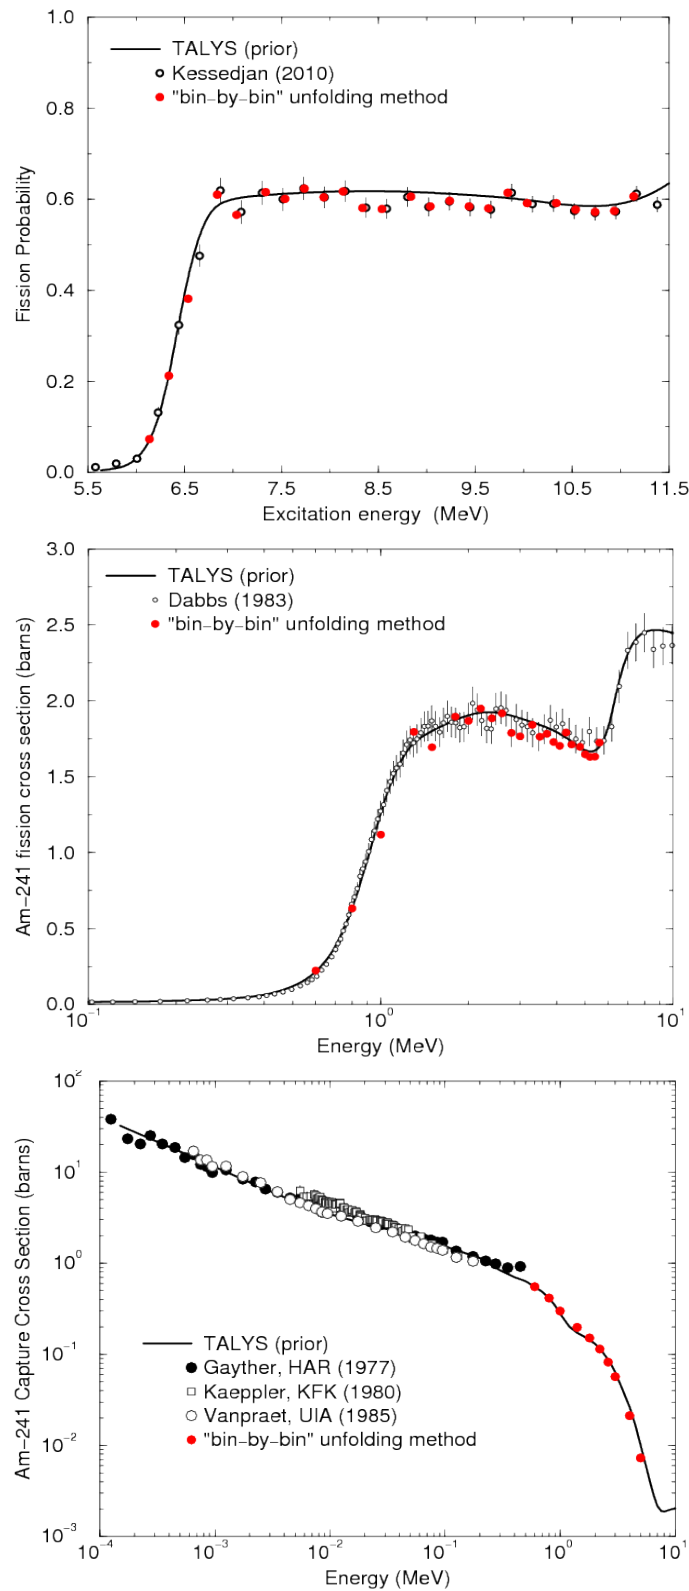 1.0
TALYS (prior)
Kessedjan (2010)
"bin-by-bin" unfolding method
0.8
0.6
0.4
0.2
0.0
Fission Probability
5.5 6.5 7.5 8.5 9.5 10.5 11.5
Excitation energy (MeV)
3.0
TALYS (prior)
Dabbs (1983)
"bin-by-bin" unfolding method
2.5
2.0
1.5
1.0
0.5
0.0
Am-241 fission cross section (barns)
10⁻¹ 10⁰ 10¹
Energy (MeV)
10²
10¹
10⁰
10⁻¹
10⁻²
10⁻³
Am-241 Capture Cross Section (barns)
TALYS (prior)
Gayther, HAR (1977)
Kaeppler, KFK (1980)
Vanpraet, UIA (1985)
"bin-by-bin" unfolding method
10⁻⁴ 10⁻³ 10⁻² 10⁻¹ 10⁰ 10¹
Energy (MeV)